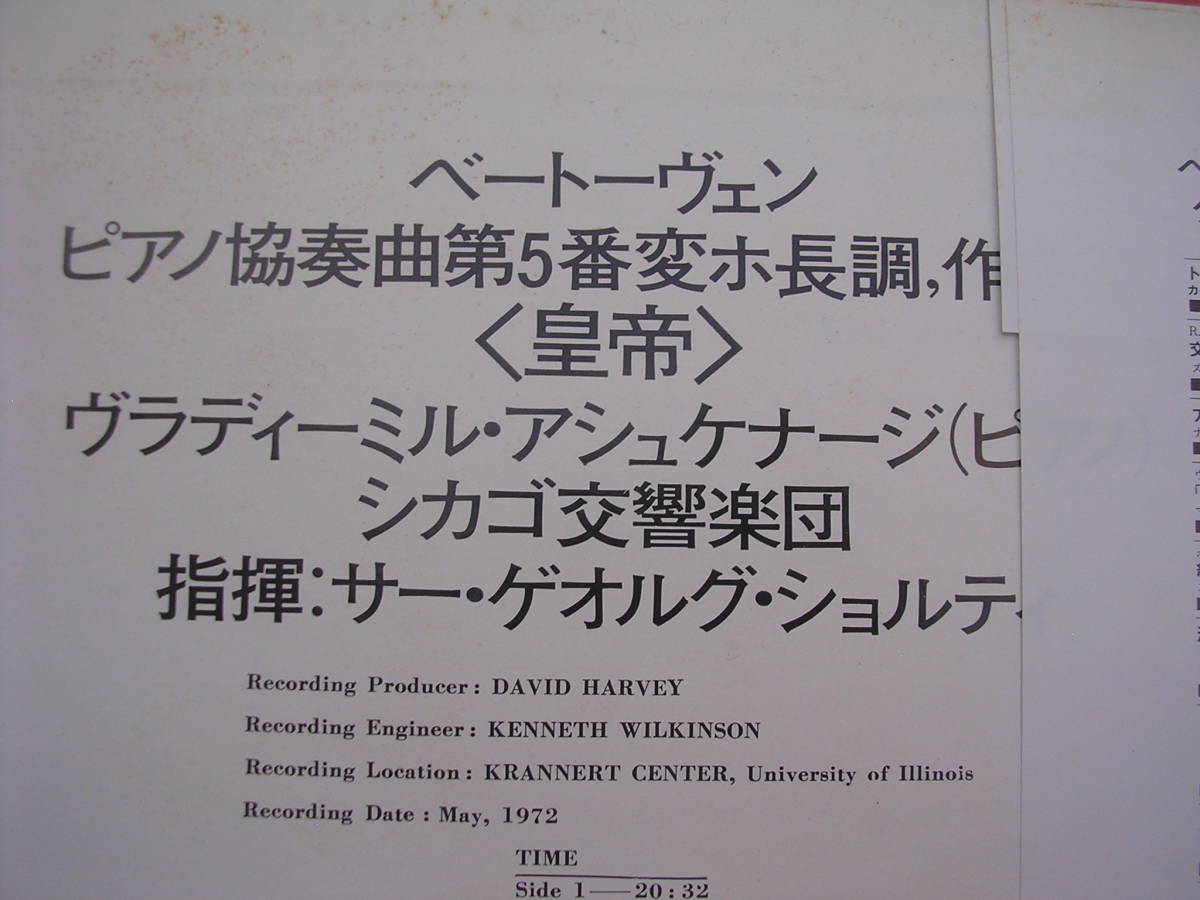 ベートーヴェン
ピアノ協奏曲第5番変ホ長調,作
〈皇帝〉
ヴラディーミル・アシュケナージ(ピアノ)
シカゴ交響楽団
指揮:サー・ゲオルグ・ショルティ
Recording Producer: DAVID HARVEY
Recording Engineer: KENNETH WILKINSON
Recording Location: KRANNERT CENTER, University of Illinois
Recording Date: May, 1972
TIME
Side 1——20:32